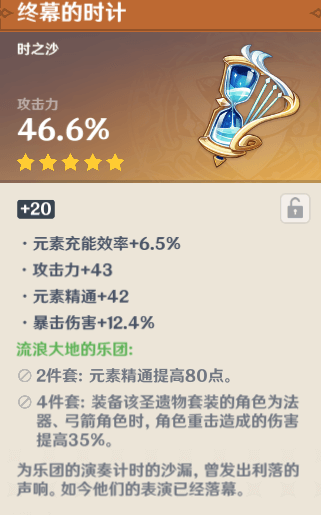 终幕的时计
时之沙
攻击力
46.6%
+20
·元素充能效率+6.5%
·攻击力+43
·元素精通+42
·暴击伤害+12.4%
流浪大地的乐团:
2件套: 元素精通提高80点。
4件套: 装备该圣遗物套装的角色为法
器、弓箭角色时, 角色重击造成的伤害
提高35%。
为乐团的演奏计时的沙漏, 曾发出利落的
声响。如今他们的表演已经落幕。